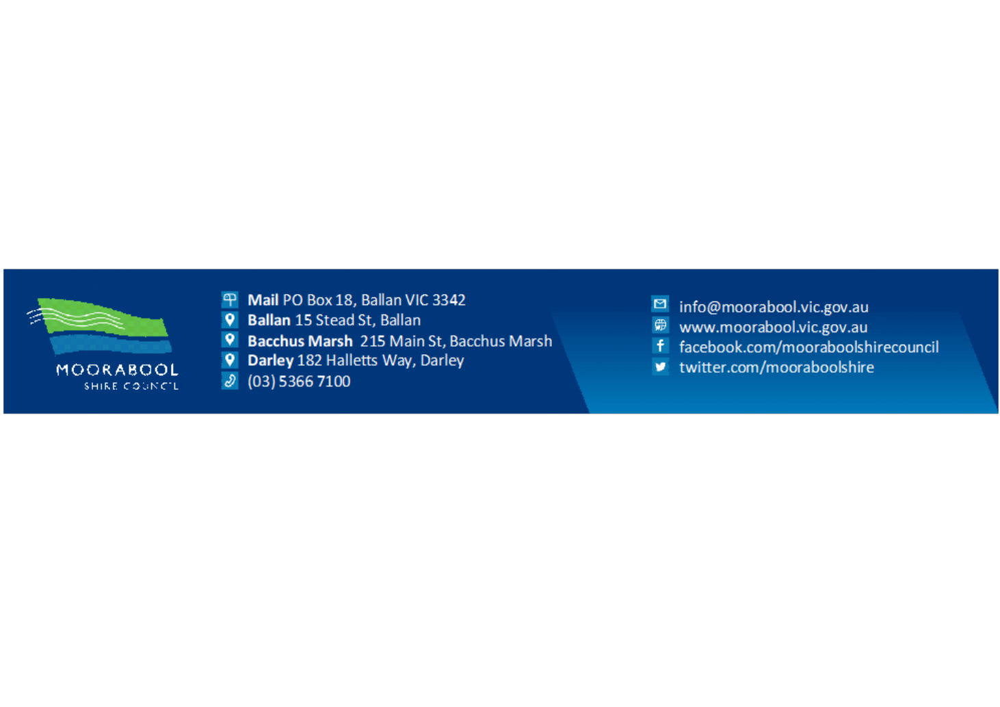 MOORABOOL
SHIRE COUNCIL
Mail PO Box 18, Ballan VIC 3342
Ballan 15 Stead St, Ballan
Bacchus Marsh 215 Main St, Bacchus Marsh
Darley 182 Halletts Way, Darley
(03) 5366 7100
info@moorabool.vic.gov.au
www.moorabool.vic.gov.au
facebook.com/mooraboolshirecouncil
twitter.com/mooraboolshire